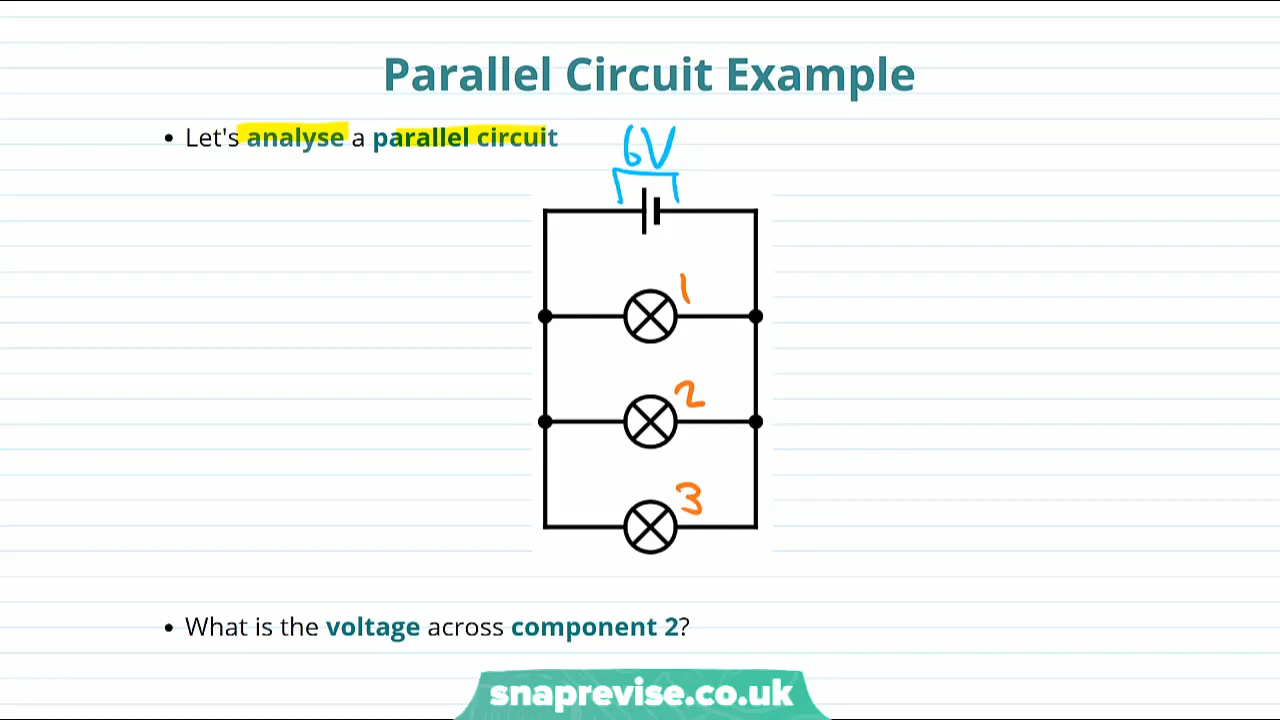 Parallel Circuit Example
• Let's analyse a parallel circuit
6V
1
2
3
• What is the voltage across component 2?
snaprevise.co.uk